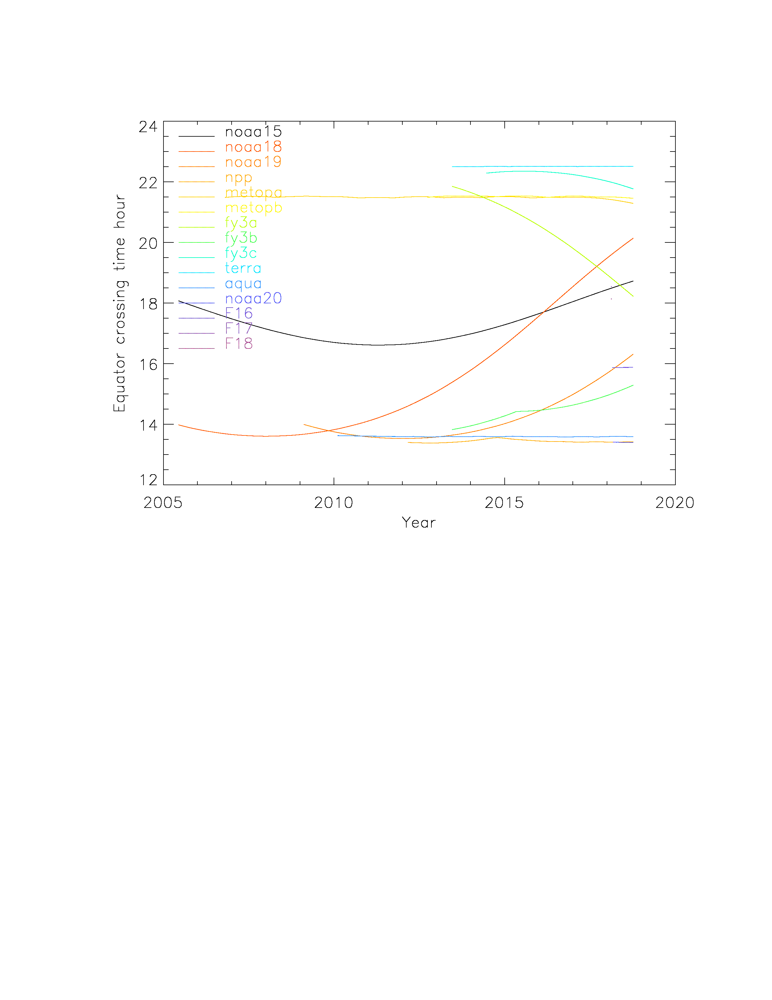 24
22
20
18
16
14
12
Equator crossing time hour
noaa15
noaa18
noaa19
npp
metopa
metopb
fy3a
fy3b
fy3c
terra
aqua
noaa20
F16
F17
F18
2005 2010 2015 2020
Year